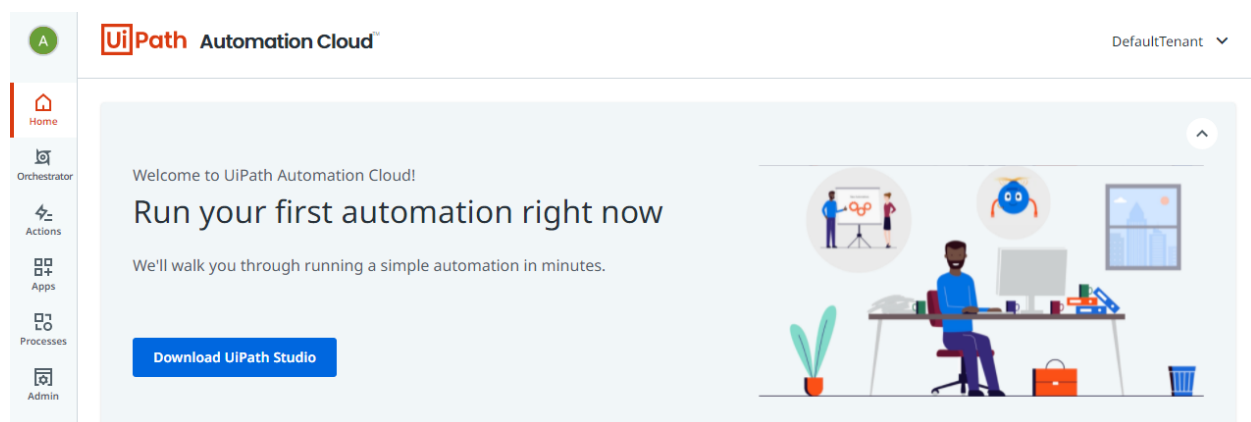 A
UiPath Automation Cloud™
DefaultTenant
Home
Orchestrator
Actions
Apps
Processes
Admin
Welcome to UiPath Automation Cloud!
Run your first automation right now
We'll walk you through running a simple automation in minutes.
Download UiPath Studio